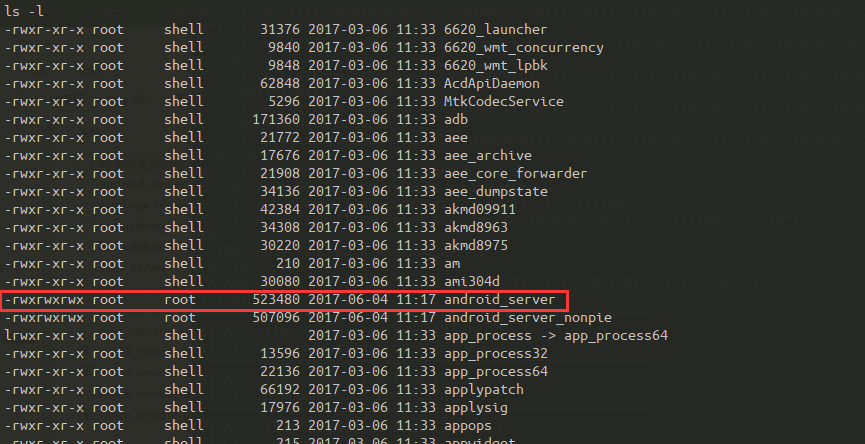 ls -l
-rwxr-xr-x root     shell       31376 2017-03-06 11:33 6620_launcher
-rwxr-xr-x root     shell        9840 2017-03-06 11:33 6620_wmt_concurrency
-rwxr-xr-x root     shell        9848 2017-03-06 11:33 6620_wmt_lpbk
-rwxr-xr-x root     shell       62848 2017-03-06 11:33 AcdApiDaemon
-rwxr-xr-x root     shell        5296 2017-03-06 11:33 MtkCodecService
-rwxr-xr-x root     shell      171360 2017-03-06 11:33 adb
-rwxr-xr-x root     shell       21772 2017-03-06 11:33 aee
-rwxr-xr-x root     shell       17676 2017-03-06 11:33 aee_archive
-rwxr-xr-x root     shell       21908 2017-03-06 11:33 aee_core_forwarder
-rwxr-xr-x root     shell       34136 2017-03-06 11:33 aee_dumpstate
-rwxr-xr-x root     shell       42384 2017-03-06 11:33 akmd09911
-rwxr-xr-x root     shell       34308 2017-03-06 11:33 akmd8963
-rwxr-xr-x root     shell       30220 2017-03-06 11:33 akmd8975
-rwxr-xr-x root     shell         210 2017-03-06 11:33 am
-rwxr-xr-x root     shell       30080 2017-03-06 11:33 ami304d
-rwxrwxrwx root     root       523480 2017-06-04 11:17 android_server
-rwxrwxrwx root     root       507096 2017-06-04 11:17 android_server_nonpie
lrwxr-xr-x root     shell             2017-03-06 11:33 app_process -> app_process64
-rwxr-xr-x root     shell       13596 2017-03-06 11:33 app_process32
-rwxr-xr-x root     shell       22136 2017-03-06 11:33 app_process64
-rwxr-xr-x root     shell       66192 2017-03-06 11:33 applypatch
-rwxr-xr-x root     shell       17976 2017-03-06 11:33 applysig
-rwxr-xr-x root     shell         213 2017-03-06 11:33 appops
-rwxr-xr-x root     shell         215 2017-03-06 11:33 appwidget